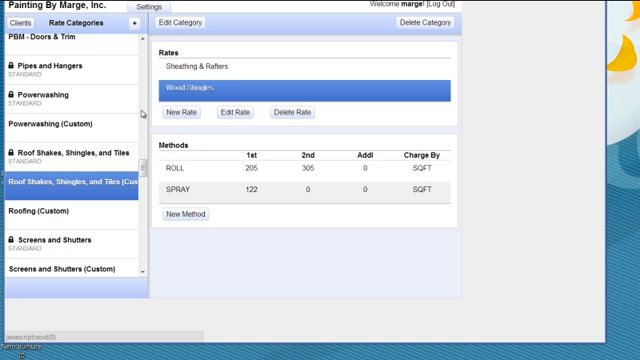 Painting By Marge, Inc.
Settings
Welcome marge! [Log Out]
Clients
Rate Categories
+
Edit Category
Delete Category
PBM - Doors & Trim
Pipes and Hangers
STANDARD
Powerwashing
STANDARD
Powerwashing (Custom)
Roof Shakes, Shingles, and Tiles
STANDARD
Roof Shakes, Shingles, and Tiles (Cus
Roofing (Custom)
Screens and Shutters
STANDARD
Screens and Shutters (Custom)
Rates
Sheathing & Rafters
Wood Shingles
New Rate
Edit Rate
Delete Rate
Methods
1st 2nd Addl Charge By
ROLL 205 305 0 SQFT
SPRAY 122 0 0 SQFT
New Method
javascript:void(0)
Nero BurnLite
10